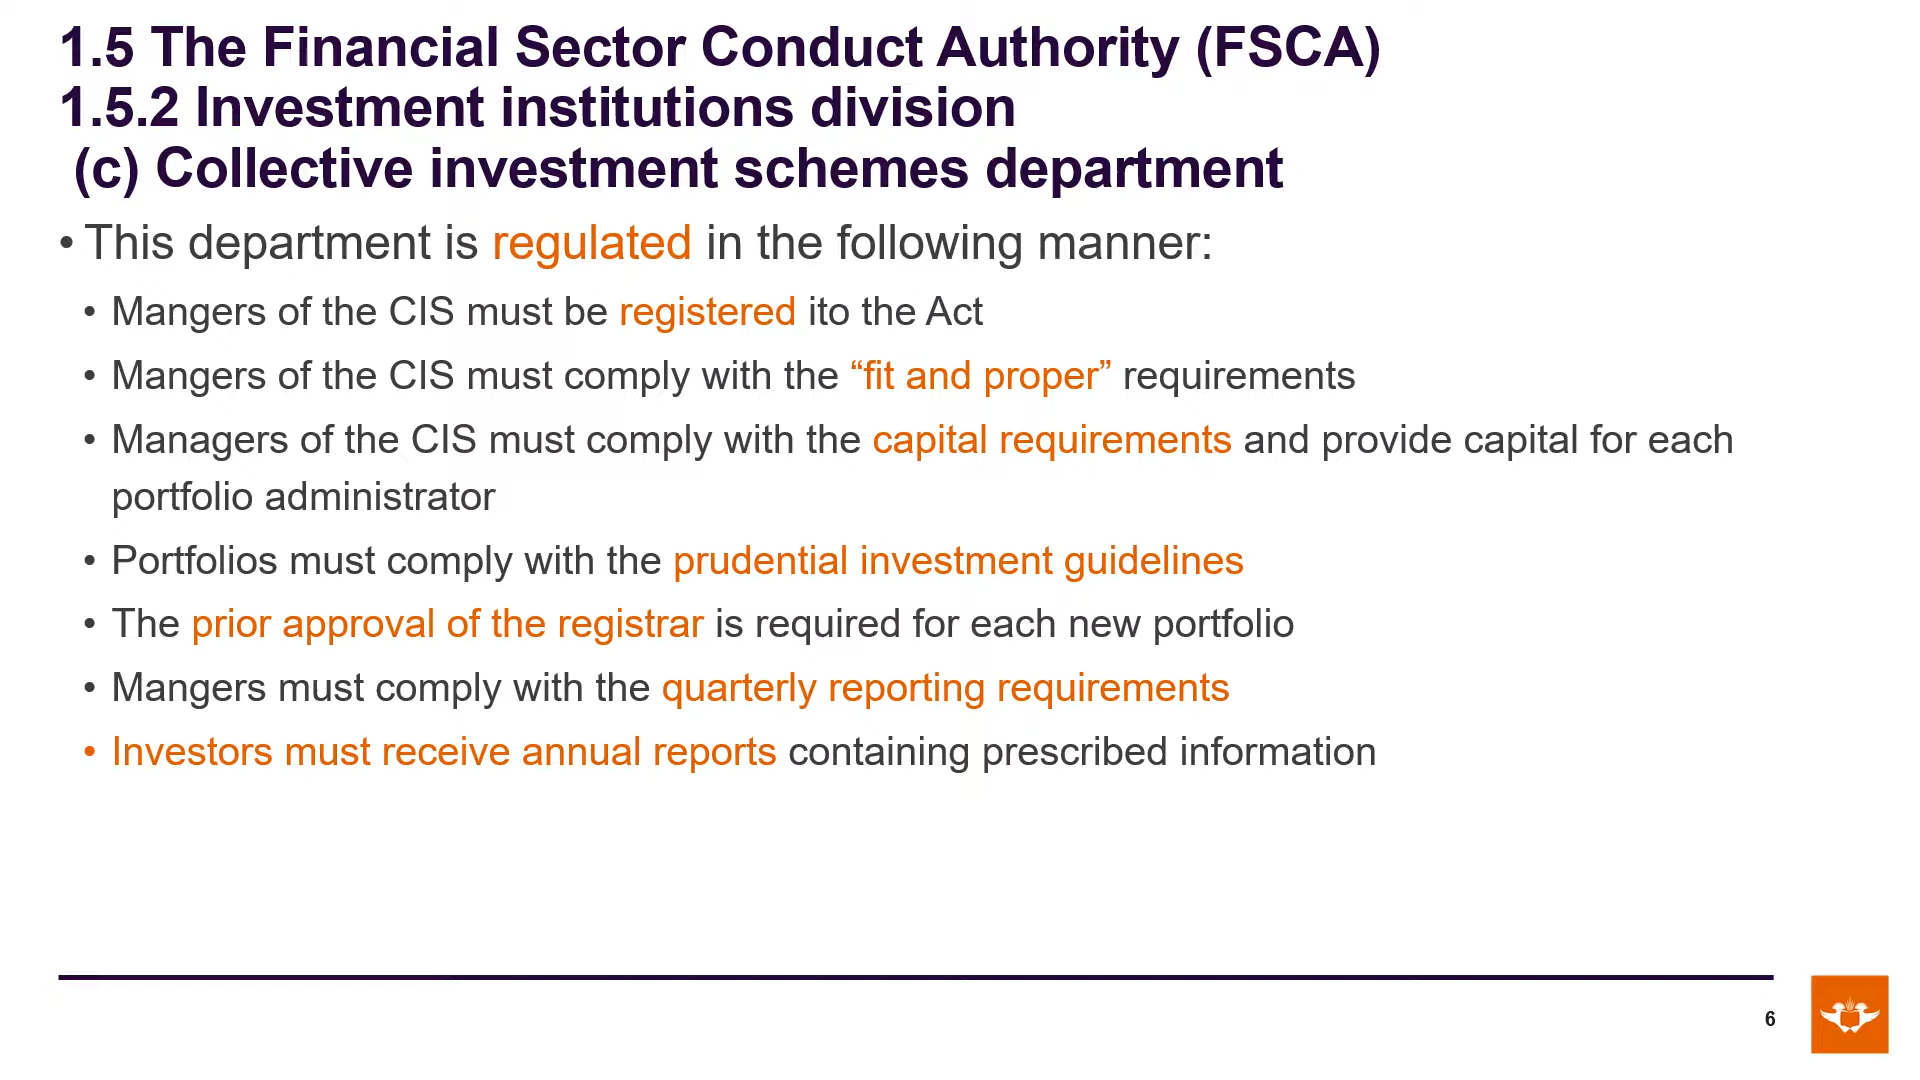 1.5 The Financial Sector Conduct Authority (FSCA)
1.5.2 Investment institutions division
(c) Collective investment schemes department
• This department is regulated in the following manner:
• Mangers of the CIS must be registered ito the Act
• Mangers of the CIS must comply with the “fit and proper” requirements
• Managers of the CIS must comply with the capital requirements and provide capital for each
portfolio administrator
• Portfolios must comply with the prudential investment guidelines
• The prior approval of the registrar is required for each new portfolio
• Mangers must comply with the quarterly reporting requirements
• Investors must receive annual reports containing prescribed information
6